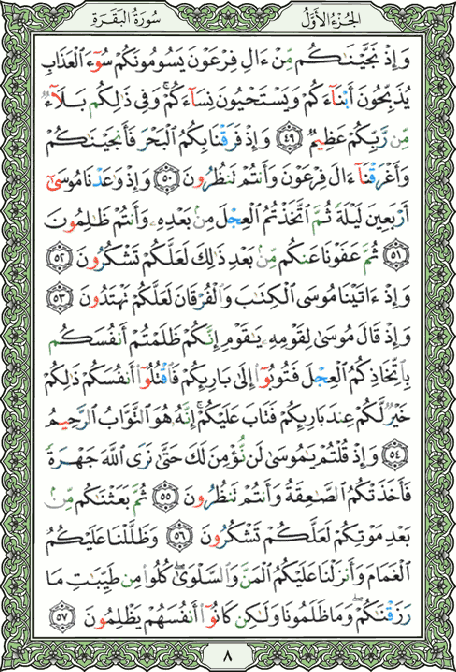 الجُزْءُ الأَوَّلُ
سُورَةُ البَقَرَةِ
وَإِذْ نَجَّيْنَـٰكُم مِّنْ ءَالِ فِرْعَوْنَ يَسُومُونَكُمْ سُوٓءَ ٱلْعَذَابِ
يُذَبِّحُونَ أَبْنَآءَكُمْ وَيَسْتَحْيُونَ نِسَآءَكُمْ ۚ وَفِى ذَٰلِكُم بَلَآءٌ
مِّن رَّبِّكُمْ عَظِيمٌ ٤٩ وَإِذْ فَرَقْنَا بِكُمُ ٱلْبَحْرَ فَأَنجَيْنَـٰكُمْ
وَأَغْرَقْنَآ ءَالَ فِرْعَوْنَ وَأَنتُمْ تَنظُرُونَ ٥٠ وَإِذْ وَٰعَدْنَا مُوسَىٰٓ
أَرْبَعِينَ لَيْلَةً ثُمَّ ٱتَّخَذْتُمُ ٱلْعِجْلَ مِنۢ بَعْدِهِۦ وَأَنتُمْ ظَـٰلِمُونَ
٥١ ثُمَّ عَفَوْنَا عَنكُم مِّنۢ بَعْدِ ذَٰلِكَ لَعَلَّكُمْ تَشْكُرُونَ ٥٢
وَإِذْ ءَاتَيْنَا مُوسَى ٱلْكِتَـٰبَ وَٱلْفُرْقَانَ لَعَلَّكُمْ تَهْتَدُونَ ٥٣
وَإِذْ قَالَ مُوسَىٰ لِقَوْمِهِۦ يَـٰقَوْمِ إِنَّكُمْ ظَلَمْتُمْ أَنفُسَكُم
بِٱتِّخَاذِكُمُ ٱلْعِجْلَ فَتُوبُوٓا۟ إِلَىٰ بَارِئِكُمْ فَٱقْتُلُوٓا۟ أَنفُسَكُمْ ذَٰلِكُمْ
خَيْرٌ لَّكُمْ عِندَ بَارِئِكُمْ فَتَابَ عَلَيْكُمْ ۚ إِنَّهُۥ هُوَ ٱلتَّوَّابُ ٱلرَّحِيمُ
٥٤ وَإِذْ قُلْتُمْ يَـٰمُوسَىٰ لَن نُّؤْمِنَ لَكَ حَتَّىٰ نَرَى ٱللَّهَ جَهْرَةً
فَأَخَذَتْكُمُ ٱلصَّـٰعِقَةُ وَأَنتُمْ تَنظُرُونَ ٥٥ ثُمَّ بَعَثْنَـٰكُم مِّنۢ
بَعْدِ مَوْتِكُمْ لَعَلَّكُمْ تَشْكُرُونَ ٥٦ وَظَلَّلْنَا عَلَيْكُمُ
ٱلْغَمَامَ وَأَنزَلْنَا عَلَيْكُمُ ٱلْمَنَّ وَٱلسَّلْوَىٰ ۖ كُلُوا۟ مِن طَيِّبَـٰتِ مَا
رَزَقْنَـٰكُمْ ۖ وَمَا ظَلَمُونَا وَلَـٰكِن كَانُوٓا۟ أَنفُسَهُمْ يَظْلِمُونَ ٥٧
٨